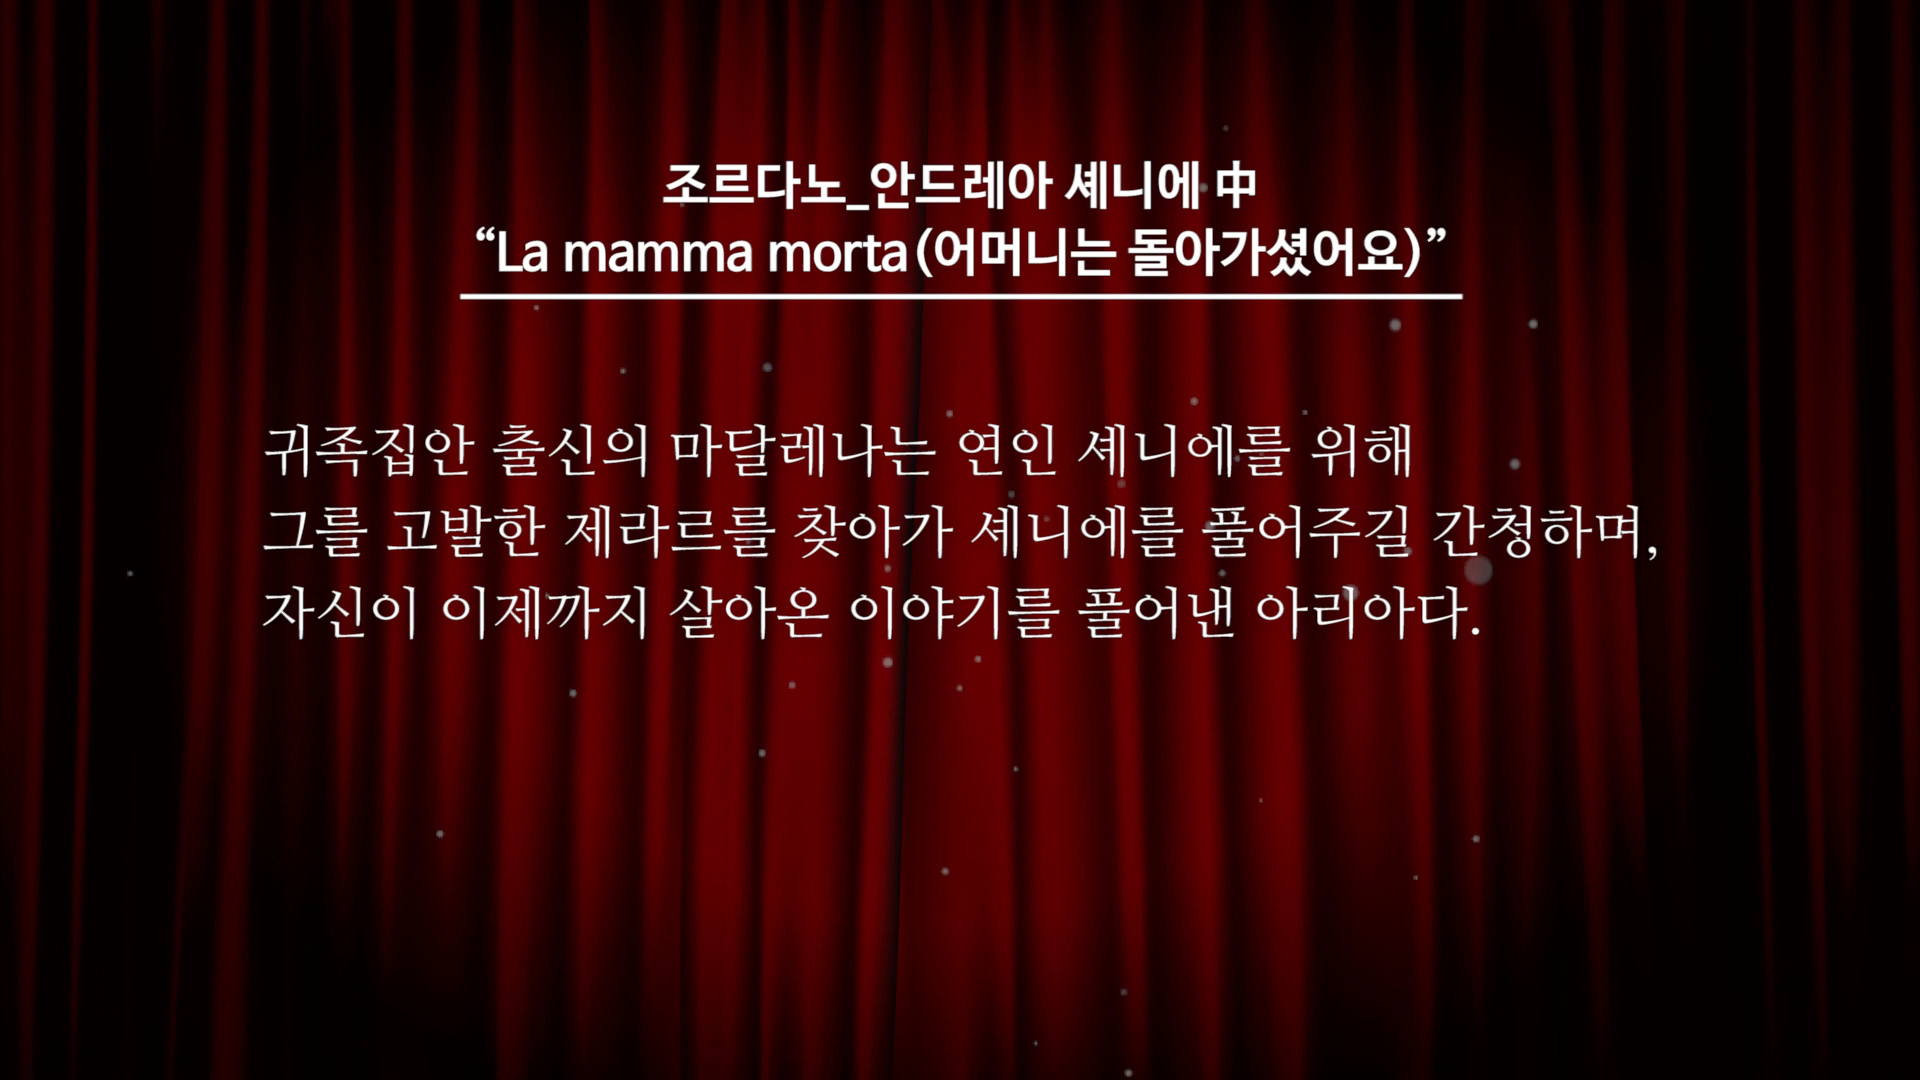 조르다노_안드레아 셰니에 中
“La mamma morta(어머니는 돌아가셨어요)”
귀족집안 출신의 마달레나는 연인 셰니에를 위해
그를 고발한 제라르를 찾아가 셰니에를 풀어주길 간청하며,
자신이 이제까지 살아온 이야기를 풀어낸 아리아다.